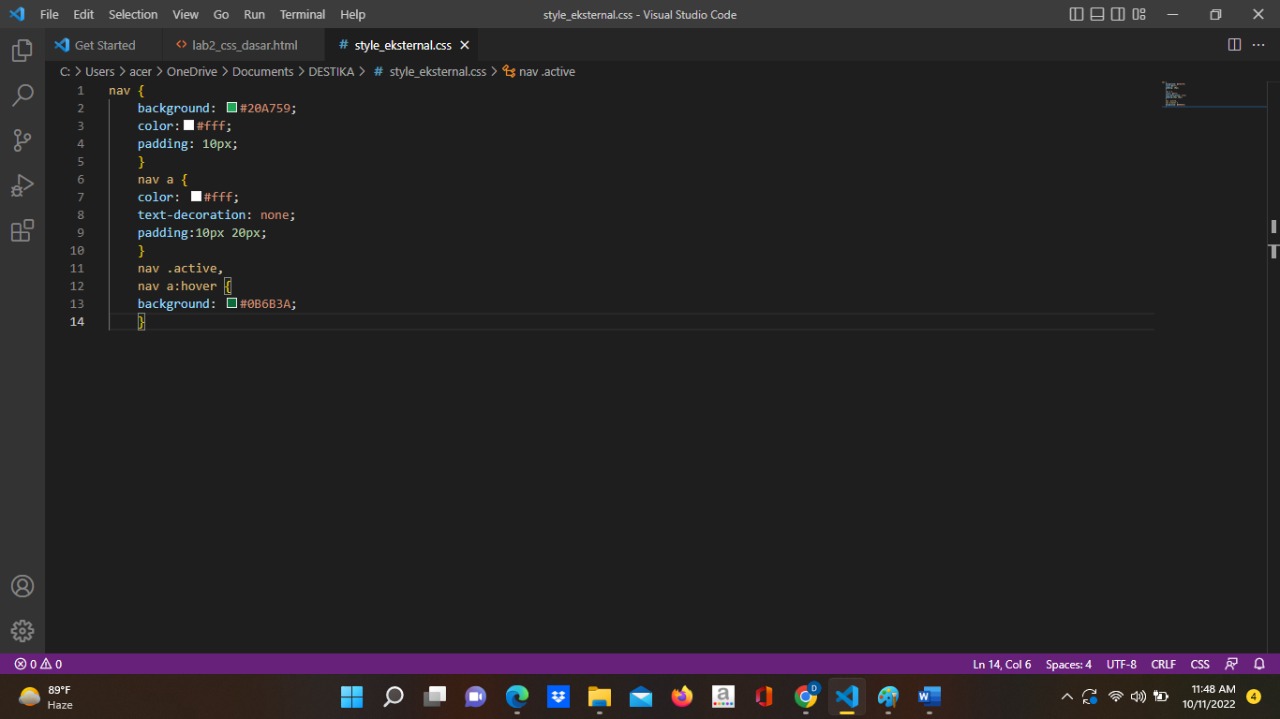 File Edit Selection View Go Run Terminal Help style_eksternal.css - Visual Studio Code
Get Started <> lab2_css_dasar.html # style_eksternal.css
C: > Users > acer > OneDrive > Documents > DESTIKA > # style_eksternal.css > nav .active
1 nav {
2 background: #20A759;
3 color: #fff;
4 padding: 10px;
5 }
6 nav a {
7 color: #fff;
8 text-decoration: none;
9 padding:10px 20px;
10 }
11 nav .active,
12 nav a:hover {
13 background: #0B6B3A;
14 }
0 0 Ln 14, Col 6 Spaces: 4 UTF-8 CRLF CSS
89°F
Haze
11:48 AM
10/11/2022
4